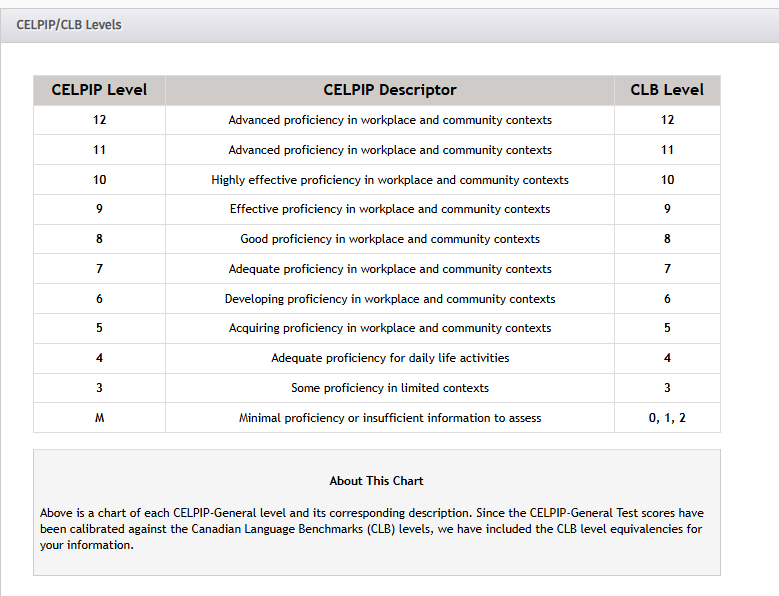 CELPIP/CLB Levels
CELPIP Level CELPIP Descriptor CLB Level
12 Advanced proficiency in workplace and community contexts 12
11 Advanced proficiency in workplace and community contexts 11
10 Highly effective proficiency in workplace and community contexts 10
9 Effective proficiency in workplace and community contexts 9
8 Good proficiency in workplace and community contexts 8
7 Adequate proficiency in workplace and community contexts 7
6 Developing proficiency in workplace and community contexts 6
5 Acquiring proficiency in workplace and community contexts 5
4 Adequate proficiency for daily life activities 4
3 Some proficiency in limited contexts 3
M Minimal proficiency or insufficient information to assess 0, 1, 2
About This Chart
Above is a chart of each CELPIP-General level and its corresponding description. Since the CELPIP-General Test scores have
been calibrated against the Canadian Language Benchmarks (CLB) levels, we have included the CLB level equivalencies for
your information.